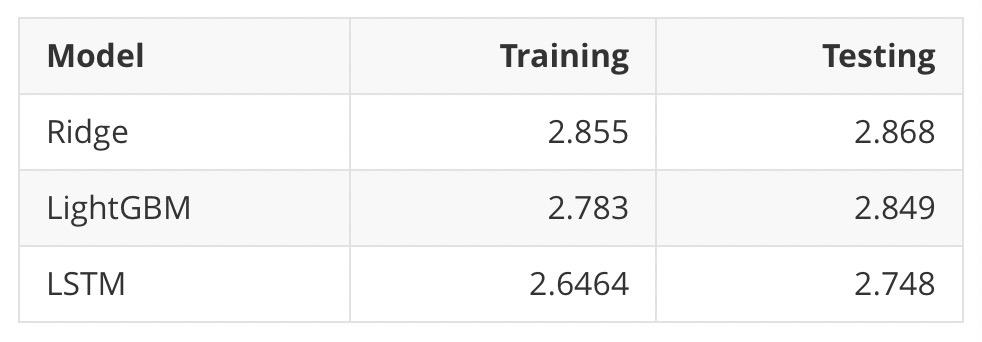 Model Training Testing
Ridge 2.855 2.868
LightGBM 2.783 2.849
LSTM 2.6464 2.748